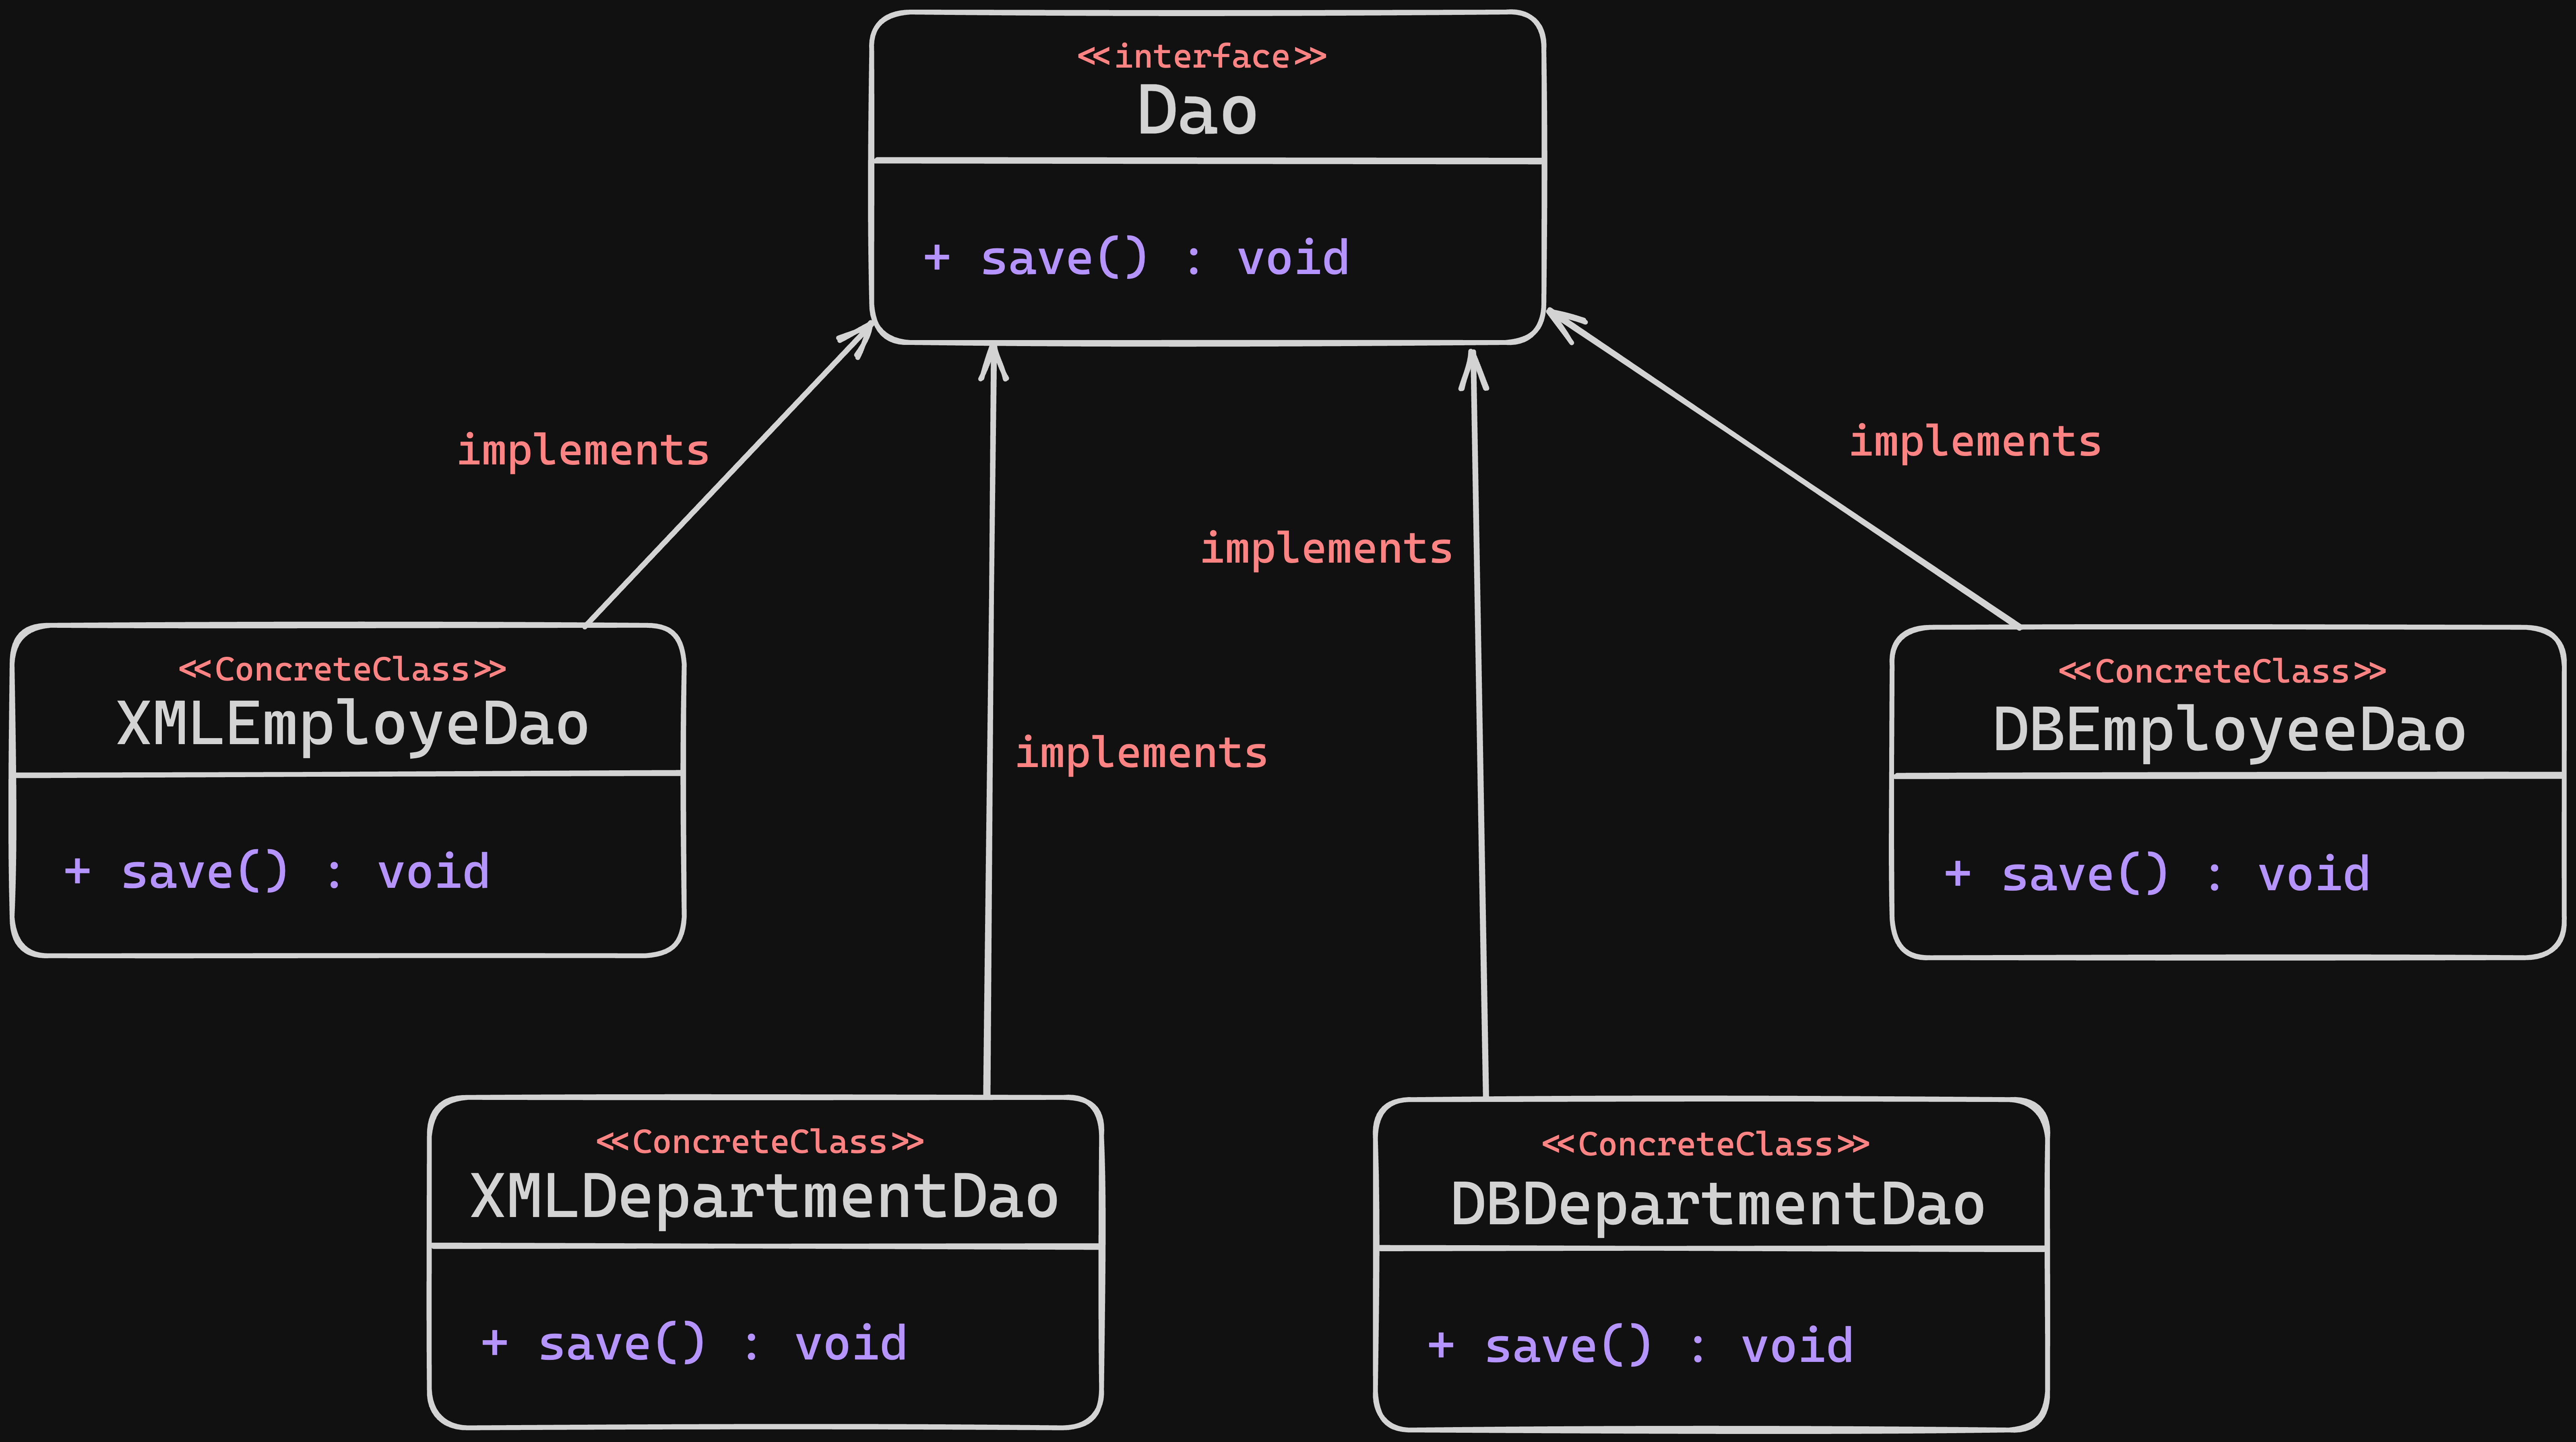 <<interface>>
Dao
+ save() : void
implements
implements
implements
implements
<<ConcreteClass>>
XMLEmployeDao
+ save() : void
<<ConcreteClass>>
DBEmployeeDao
+ save() : void
<<ConcreteClass>>
XMLDepartmentDao
+ save() : void
<<ConcreteClass>>
DBDepartmentDao
+ save() : void